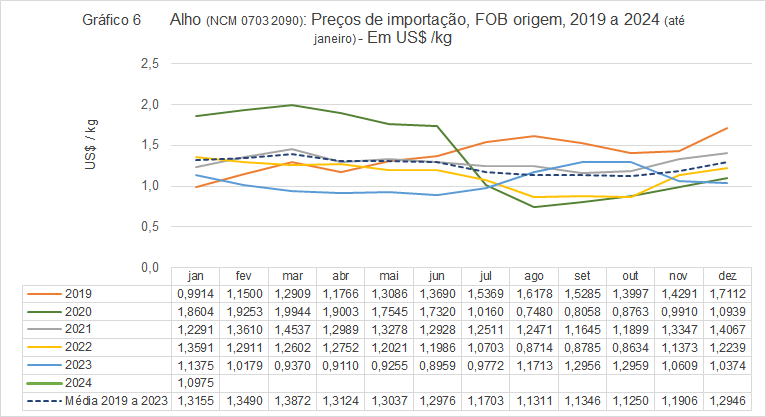 Gráfico 6 Alho (NCM 0703 2090): Preços de importação, FOB origem, 2019 a 2024 (até
janeiro) - Em US$ /kg
2,5
2,0
1,5
1,0
0,5
0,0
US$ / kg
jan fev mar abr mai jun jul ago set out nov dez
2019 0,9914 1,1500 1,2909 1,1766 1,3086 1,3690 1,5369 1,6178 1,5285 1,3997 1,4291 1,7112
2020 1,8604 1,9253 1,9944 1,9003 1,7545 1,7320 1,0160 0,7480 0,8058 0,8763 0,9910 1,0939
2021 1,2291 1,3610 1,4537 1,2989 1,3278 1,2928 1,2511 1,2471 1,1645 1,1899 1,3347 1,4067
2022 1,3591 1,2911 1,2602 1,2752 1,2021 1,1986 1,0703 0,8714 0,8785 0,8634 1,1373 1,2239
2023 1,1375 1,0179 0,9370 0,9110 0,9255 0,8959 0,9772 1,1713 1,2956 1,2959 1,0609 1,0374
2024 1,0975
Média 2019 a 2023 1,3155 1,3490 1,3872 1,3124 1,3037 1,2976 1,1703 1,1311 1,1346 1,1250 1,1906 1,2946